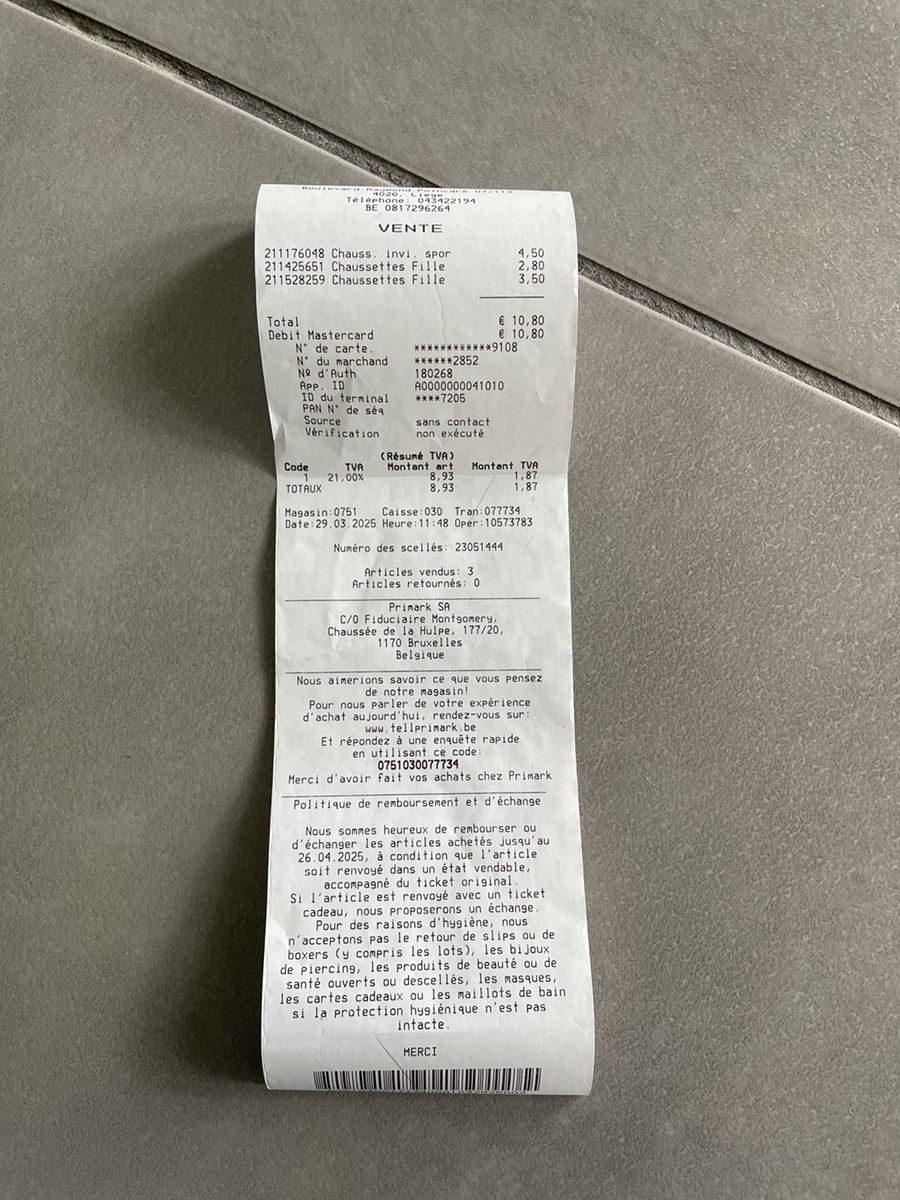 Boulevard Raymond Poincaré
4020, Liege
Téléphone: 043422194
BE 0817296264
VENTE
211176048 Chauss. invi. spor 4,50
211425651 Chaussettes Fille 2,80
211528259 Chaussettes Fille 3,50
Total € 10,80
Debit Mastercard € 10,80
N° de carte. ************9108
N° du marchand ******2852
Nº d'Auth 180268
App. ID A0000000041010
ID du terminal ****7205
PAN N° de séq
Source sans contact
Vérification non exécuté
(Résumé TVA)
Code TVA Montant art Montant TVA
1 21,00% 8,93 1,87
TOTAUX 8,93 1,87
Magasin:0751 Caisse:030 Tran:077734
Date:29.03.2025 Heure:11:48 Oper:10573783
Numéro des scellés: 23051444
Articles vendus: 3
Articles retournés: 0
Primark SA
C/O Fiduciaire Montgomery,
Chaussée de la Hulpe, 177/20,
1170 Bruxelles
Belgique
Nous aimerions savoir ce que vous pensez
de notre magasin!
Pour nous parler de votre expérience
d'achat aujourd'hui, rendez-vous sur:
www.tellprimark.be
Et répondez à une enquête rapide
en utilisant ce code:
0751030077734
Merci d'avoir fait vos achats chez Primark
Politique de remboursement et d'échange
Nous sommes heureux de rembourser ou
d'échanger les articles achetés jusqu'au
26.04.2025, à condition que l'article
soit renvoyé dans un état vendable,
accompagné du ticket original.
Si l'article est renvoyé avec un ticket
cadeau, nous proposerons un échange.
Pour des raisons d'hygiène, nous
n'acceptons pas le retour de slips ou de
boxers (y compris les lots), les bijoux
de piercing, les produits de beauté ou de
santé ouverts ou descellés, les masques,
les cartes cadeaux ou les maillots de bain
si la protection hygiénique n'est pas
intacte.
MERCI